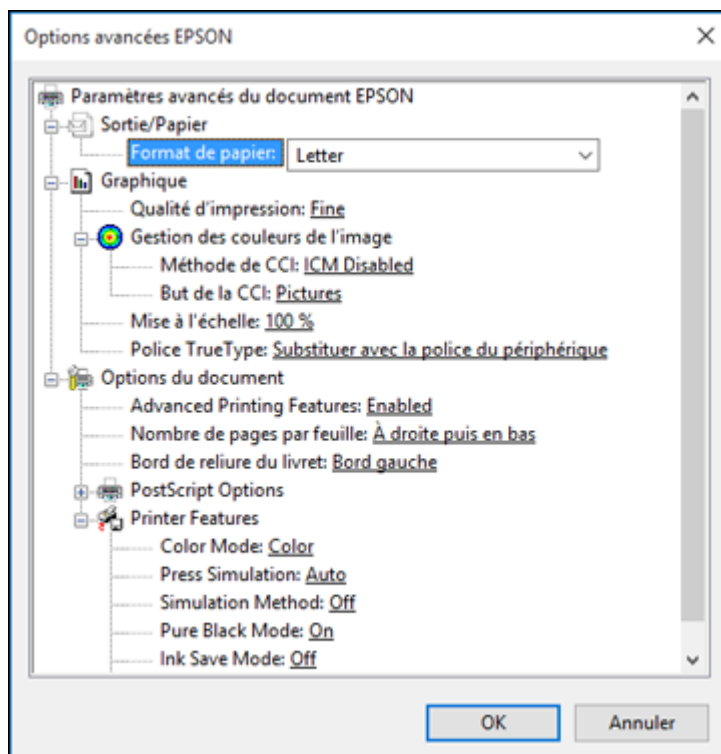 Options avancées EPSON
Paramètres avancés du document EPSON
Sortie/Papier
Format de papier: Letter
Graphique
Qualité d'impression: Fine
Gestion des couleurs de l'image
Méthode de CCI: ICM Disabled
But de la CCI: Pictures
Mise à l'échelle: 100 %
Police TrueType: Substituer avec la police du périphérique
Options du document
Advanced Printing Features: Enabled
Nombre de pages par feuille: À droite puis en bas
Bord de reliure du livret: Bord gauche
PostScript Options
Printer Features
Color Mode: Color
Press Simulation: Auto
Simulation Method: Off
Pure Black Mode: On
Ink Save Mode: Off
OK Annuler